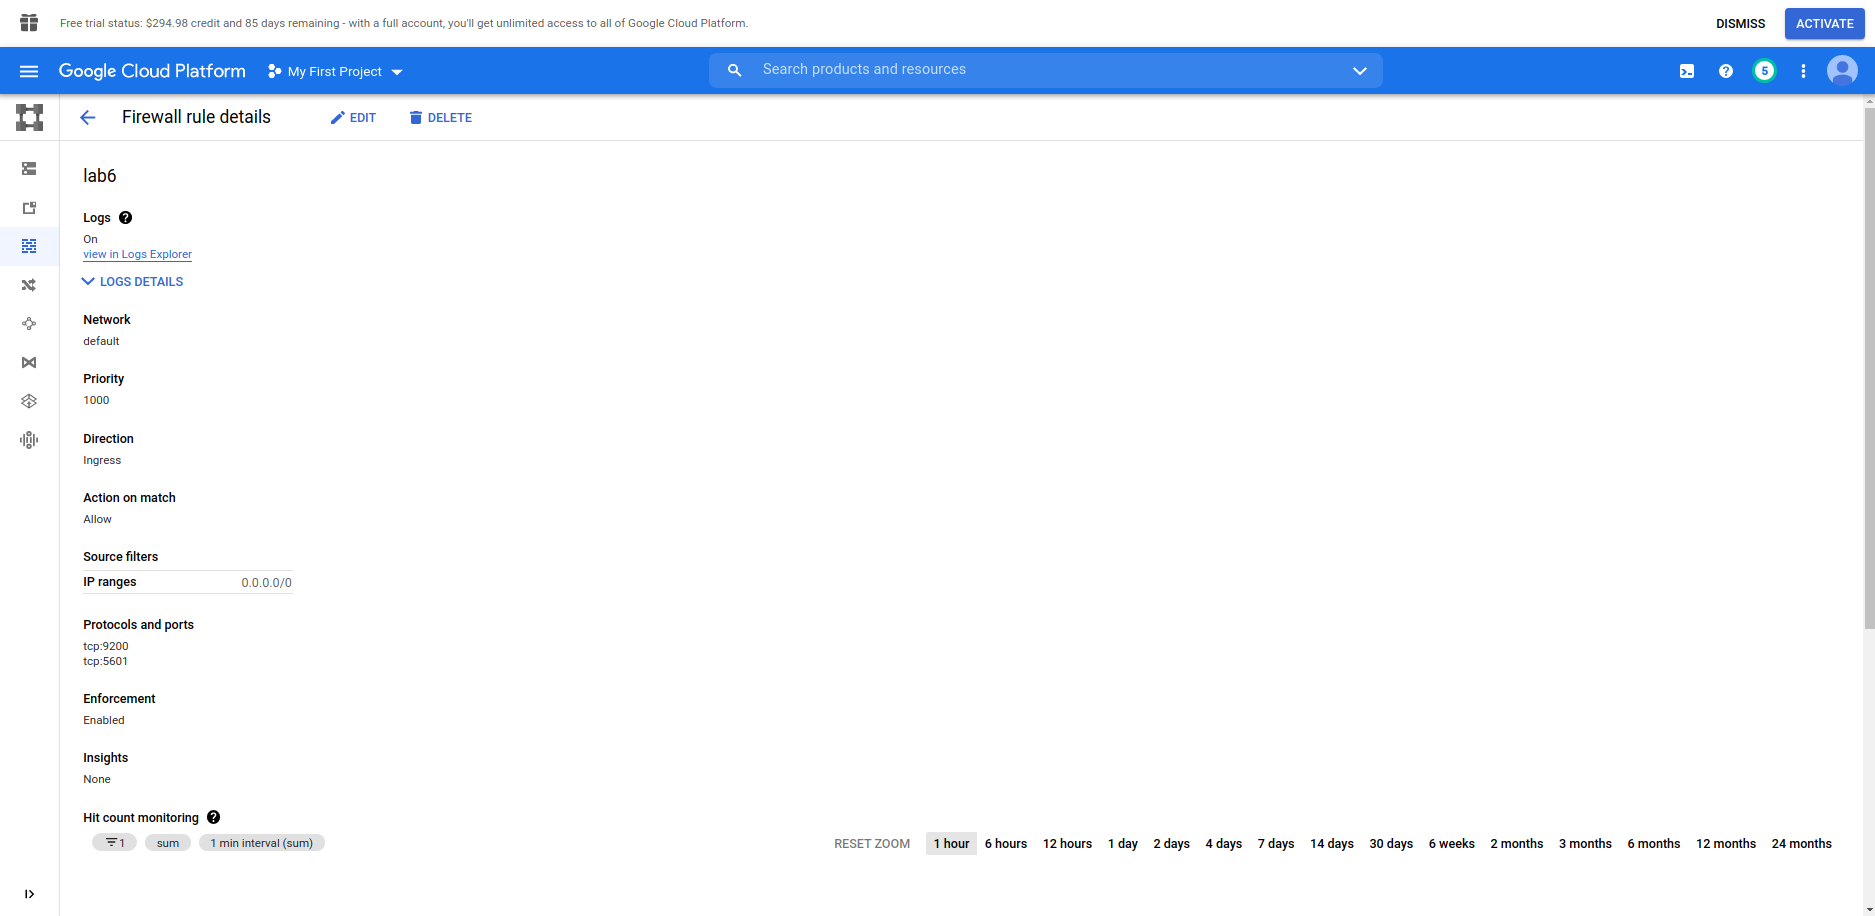 Free trial status: $294.98 credit and 85 days remaining - with a full account, you'll get unlimited access to all of Google Cloud Platform.
DISMISS
ACTIVATE
Google Cloud Platform
My First Project
Search products and resources
5
Firewall rule details
EDIT
DELETE
lab6
Logs
On
view in Logs Explorer
LOGS DETAILS
Network
default
Priority
1000
Direction
Ingress
Action on match
Allow
Source filters
IP ranges 0.0.0.0/0
Protocols and ports
tcp:9200
tcp:5601
Enforcement
Enabled
Insights
None
Hit count monitoring
1 sum 1 min interval (sum)
RESET ZOOM 1 hour 6 hours 12 hours 1 day 2 days 4 days 7 days 14 days 30 days 6 weeks 2 months 3 months 6 months 12 months 24 months